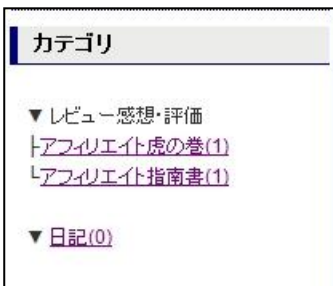 カテゴリ
▼レビュー感想・評価
├アフィリエイト虎の巻(1)
└アフィリエイト指南書(1)
▼日記(0)